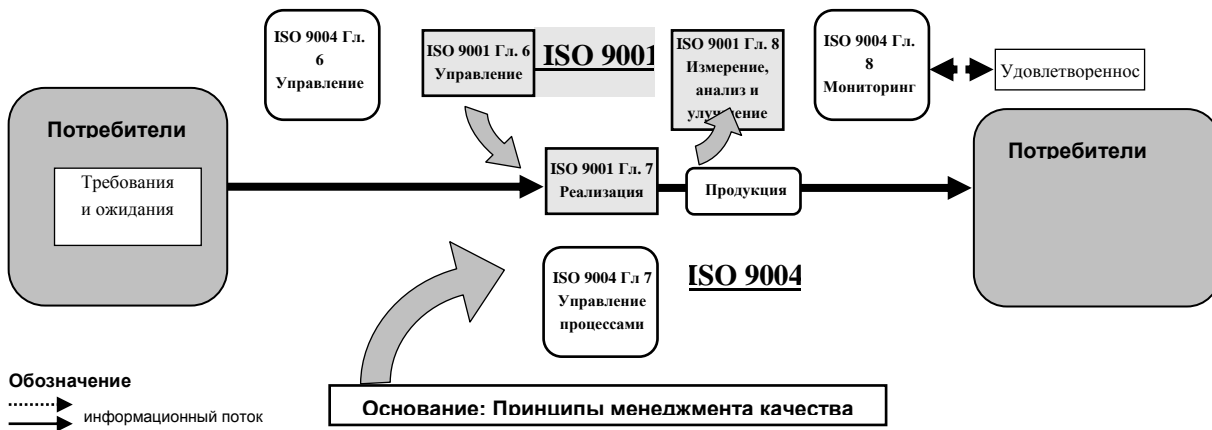 ISO 9004 Гл.
6
Управление
ISO 9001 Гл. 6
Управление
ISO 9001
ISO 9001 Гл. 8
Измерение,
анализ и
улучшение
ISO 9004 Гл.
8
Мониторинг
Удовлетвореннос
Потребители
Требования
и ожидания
ISO 9001 Гл. 7
Реализация
Продукция
Потребители
ISO 9004 Гл 7
Управление
процессами
ISO 9004
Обозначение
информационный поток
Основание: Принципы менеджмента качества